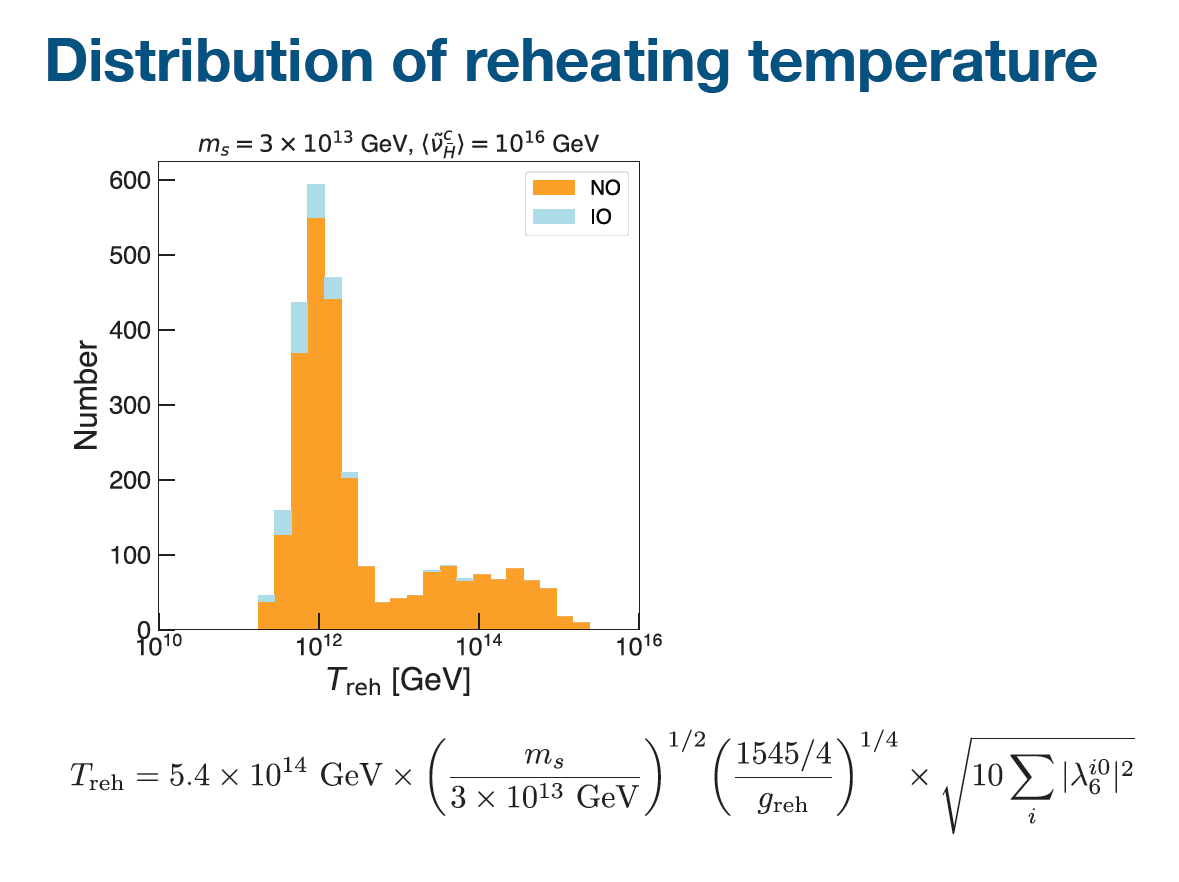 Distribution of reheating temperature
m_s = 3 × 10^13 GeV, ⟨ν̃^c_H̄⟩ = 10^16 GeV
NO
IO
600
500
400
300
200
100
0
Number
10^10 10^12 10^14 10^16
T_reh [GeV]
T_reh = 5.4 × 10^14 GeV × (m_s / 3 × 10^13 GeV)^1/2 (1545/4 / g_reh)^1/4 × √(10 ∑_i |λ_6^i0|^2)